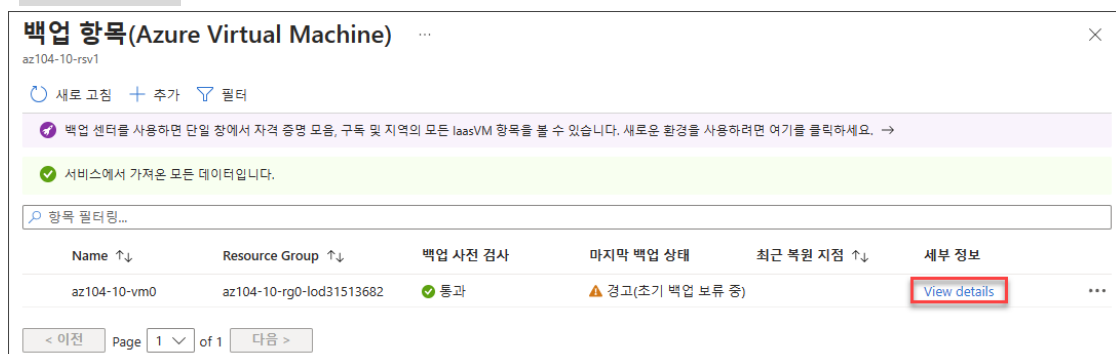 백업 항목(Azure Virtual Machine) ...
az104-10-rsv1
새로 고침 추가 필터
백업 센터를 사용하면 단일 창에서 자격 증명 모음, 구독 및 지역의 모든 IaasVM 항목을 볼 수 있습니다. 새로운 환경을 사용하려면 여기를 클릭하세요. →
서비스에서 가져온 모든 데이터입니다.
항목 필터링...
Name ↑↓ Resource Group ↑↓ 백업 사전 검사 마지막 백업 상태 최근 복원 지점 ↑↓ 세부 정보
az104-10-vm0 az104-10-rg0-lod31513682 통과 경고(초기 백업 보류 중) View details ...
< 이전 Page 1 of 1 다음 >